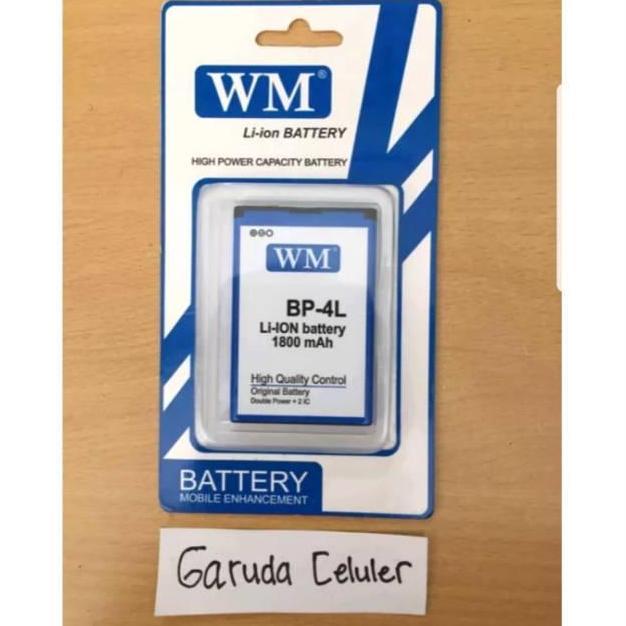 WM®
Li-ion BATTERY
HIGH POWER CAPACITY BATTERY
WM
BP-4L
Li-ION battery
1800 mAh
High Quality Control
Original Battery
Double Power + 2 IC
BATTERY
MOBILE ENHANCEMENT
Garuda Celuler